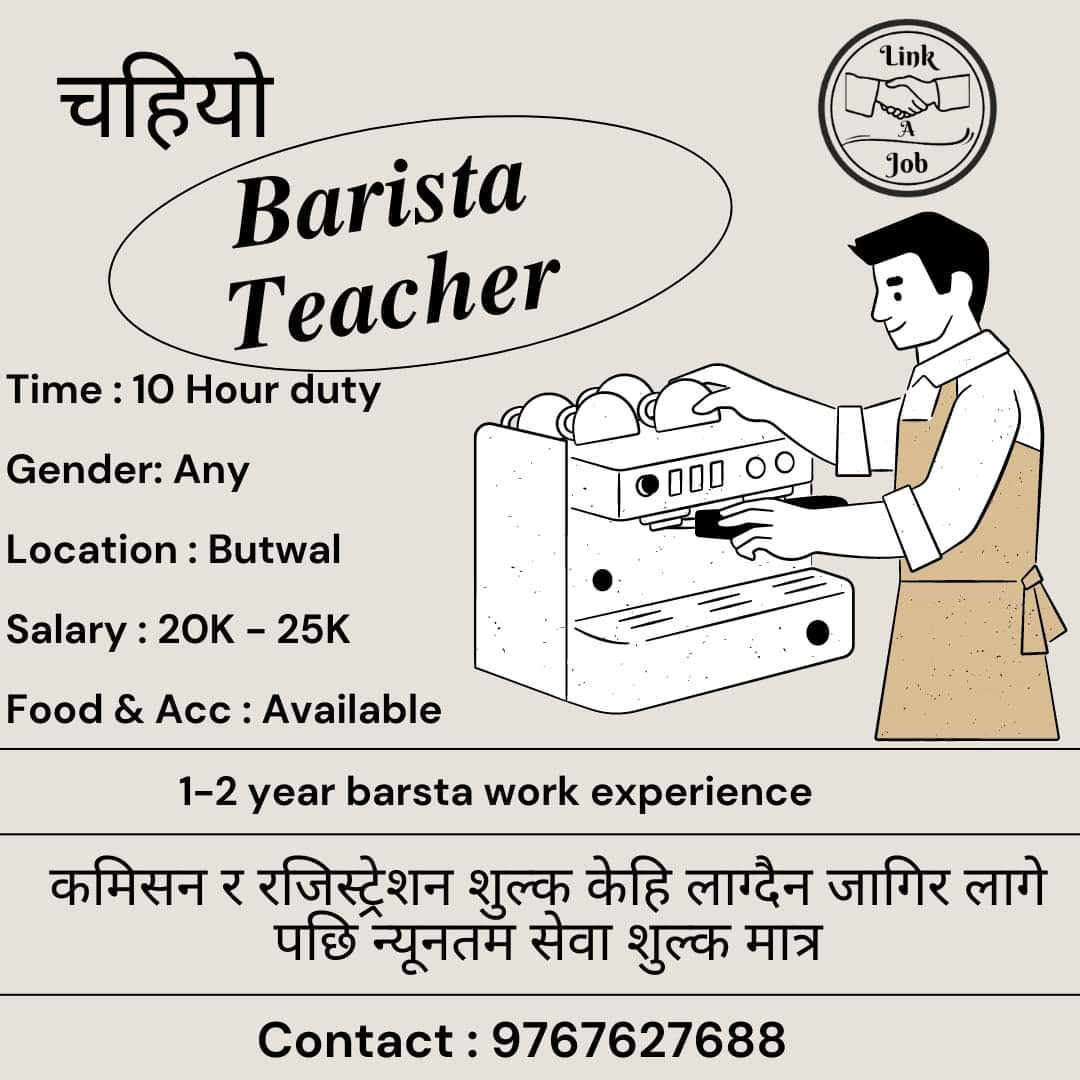 चहियो
Link
A
Job
Barista
Teacher
Time : 10 Hour duty
Gender: Any
Location : Butwal
Salary : 20K - 25K
Food & Acc : Available
1-2 year barsta work experience
कमिसन र रजिस्ट्रेशन शुल्क केहि लाग्दैन जागिर लागे
पछि न्यूनतम सेवा शुल्क मात्र
Contact : 9767627688